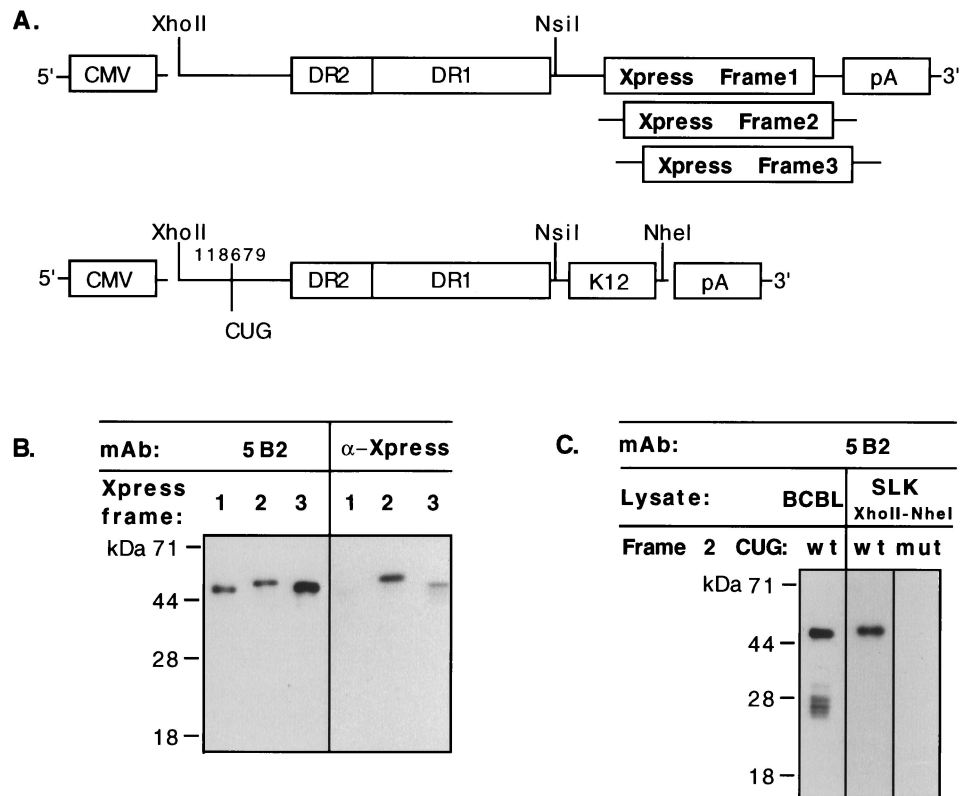 A.
XhoII NsiI
5' CMV DR2 DR1 Xpress Frame1 pA 3'
Xpress Frame2
Xpress Frame3
XhoII NsiI NheI
118679
5' CMV DR2 DR1 K12 pA 3'
CUG
B.
mAb: 5B2 α-Xpress
Xpress frame: 1 2 3 1 2 3
kDa 71
44
28
18
C.
mAb: 5B2
Lysate: BCBL SLK
XhoII-NheI
Frame 2 CUG: wt wt mut
kDa 71
44
28
18